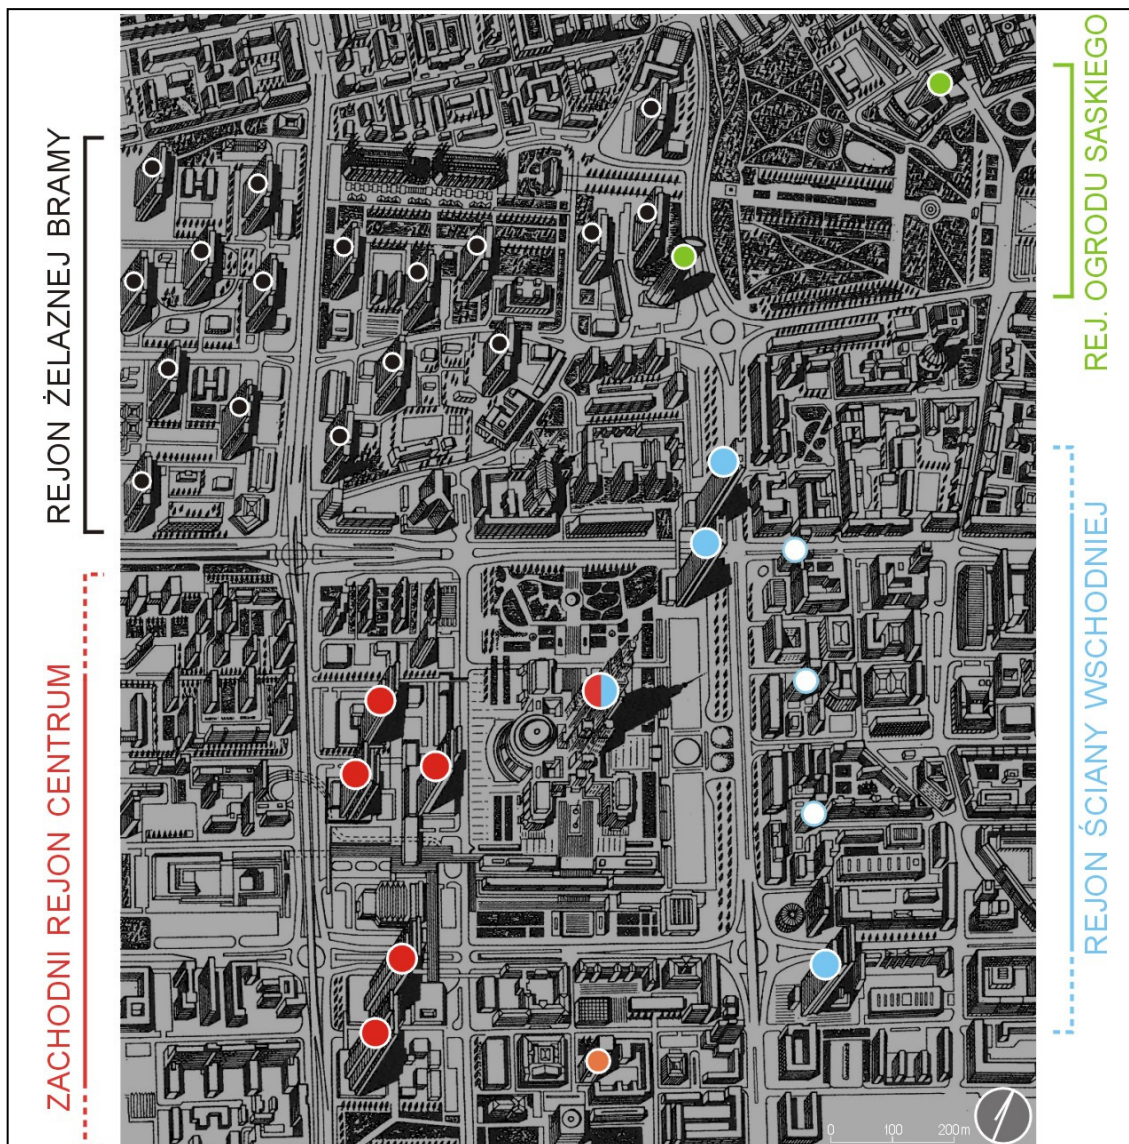 REJON ŻELAZNEJ BRAMY
ZACHODNI REJON CENTRUM
REJ. OGRODU SASKIEGO
REJON ŚCIANY WSCHODNIEJ
0 100 200m